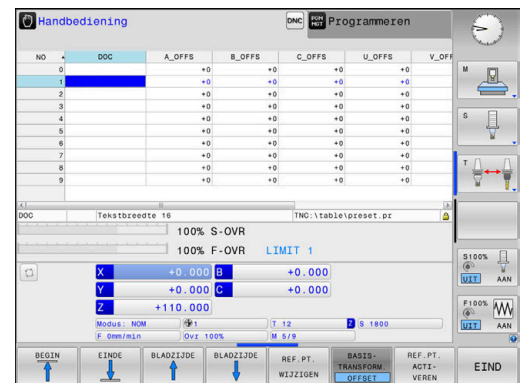 Handbediening
DNC
PGM MGT
Programmeren
NO DOC A_OFFS B_OFFS C_OFFS U_OFFS V_OFF
0 +0 +0 +0 +0
1 +0 +0 +0 +0
2 +0 +0 +0 +0
3 +0 +0 +0 +0
4 +0 +0 +0 +0
5 +0 +0 +0 +0
6 +0 +0 +0 +0
7 +0 +0 +0 +0
8 +0 +0 +0 +0
9 +0 +0 +0 +0
DOC Tekstbreedte 16 TNC:\table\preset.pr
100% S-OVR
100% F-OVR LIMIT 1
X +0.000 B +0.000
Y +0.000 C +0.000
Z +110.000
Modus: NOM 1 T 12 Z S 1800
F 0mm/min Ovr 100% M 5/9
M
S
T
S100%
UIT AAN
F100%
UIT AAN
BEGIN
EINDE
BLADZIJDE
BLADZIJDE
REF.PT.
WIJZIGEN
BASIS-
TRANSFORM.
OFFSET
REF.PT.
ACTI-
VEREN
EIND